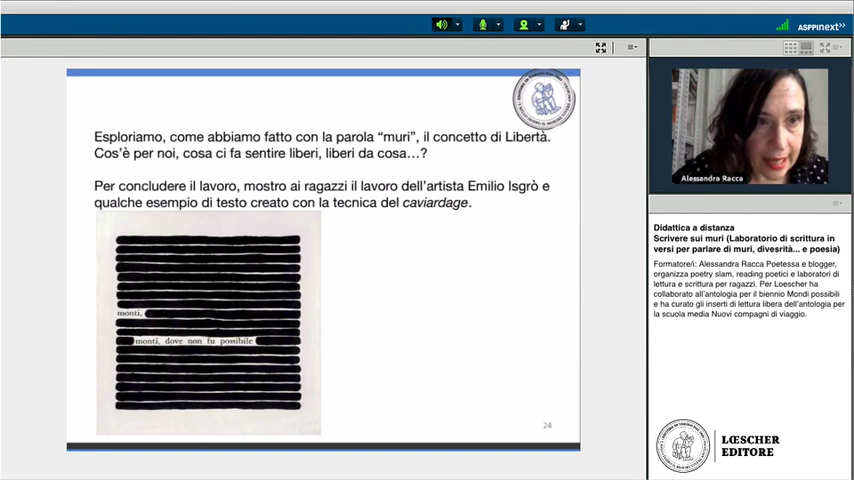 ASPPInext>>
Esploriamo, come abbiamo fatto con la parola “muri”, il concetto di Libertà.
Cos’è per noi, cosa ci fa sentire liberi, liberi da cosa…?
Per concludere il lavoro, mostro ai ragazzi il lavoro dell’artista Emilio Isgrò e
qualche esempio di testo creato con la tecnica del caviardage.
monti,
monti, dove non fu possibile
24
Alessandra Racca
Didattica a distanza
Scrivere sui muri (Laboratorio di scrittura in
versi per parlare di muri, divesrità... e poesia)
Formatore/i: Alessandra Racca Poetessa e blogger,
organizza poetry slam, reading poetici e laboratori di
lettura e scrittura per ragazzi. Per Loescher ha
collaborato all’antologia per il biennio Mondi possibili
e ha curato gli inserti di lettura libera dell’antologia per
la scuola media Nuovi compagni di viaggio.
LŒSCHER
EDITORE